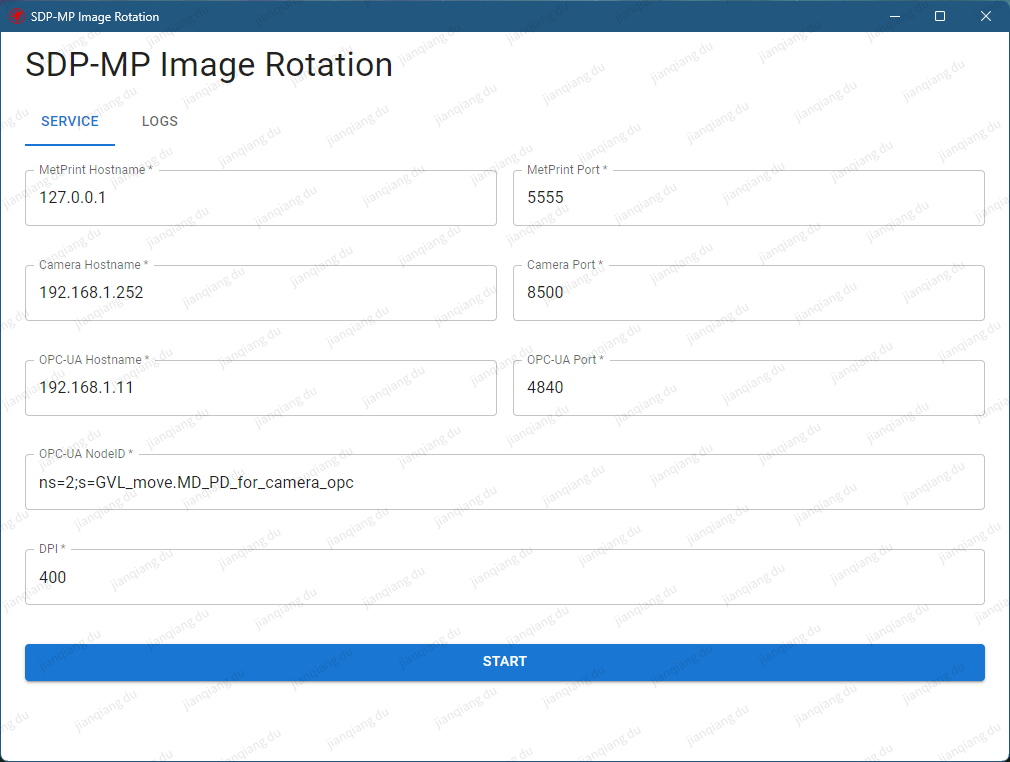 SDP-MP Image Rotation
SDP-MP Image Rotation
SERVICE LOGS
MetPrint Hostname * MetPrint Port *
127.0.0.1 5555
Camera Hostname * Camera Port *
192.168.1.252 8500
OPC-UA Hostname * OPC-UA Port *
192.168.1.11 4840
OPC-UA NodeID *
ns=2;s=GVL_move.MD_PD_for_camera_opc
DPI *
400
START
jianqiang.du